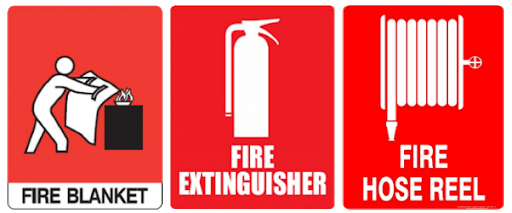 FIRE BLANKET
FIRE
EXTINGUISHER
FIRE
HOSE REEL